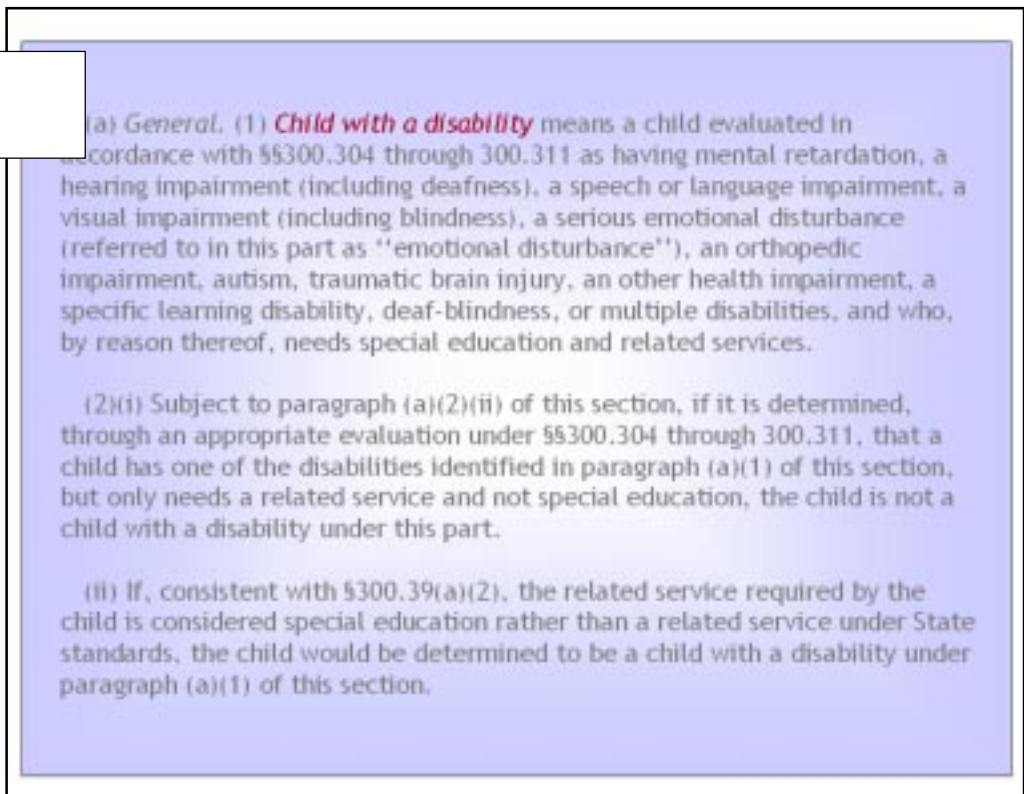 (a) General. (1) Child with a disability means a child evaluated in
accordance with §§300.304 through 300.311 as having mental retardation, a
hearing impairment (including deafness), a speech or language impairment, a
visual impairment (including blindness), a serious emotional disturbance
(referred to in this part as ‘‘emotional disturbance’’), an orthopedic
impairment, autism, traumatic brain injury, an other health impairment, a
specific learning disability, deaf-blindness, or multiple disabilities, and who,
by reason thereof, needs special education and related services.
(2)(i) Subject to paragraph (a)(2)(ii) of this section, if it is determined,
through an appropriate evaluation under §§300.304 through 300.311, that a
child has one of the disabilities identified in paragraph (a)(1) of this section,
but only needs a related service and not special education, the child is not a
child with a disability under this part.
(ii) If, consistent with §300.39(a)(2), the related service required by the
child is considered special education rather than a related service under State
standards, the child would be determined to be a child with a disability under
paragraph (a)(1) of this section.